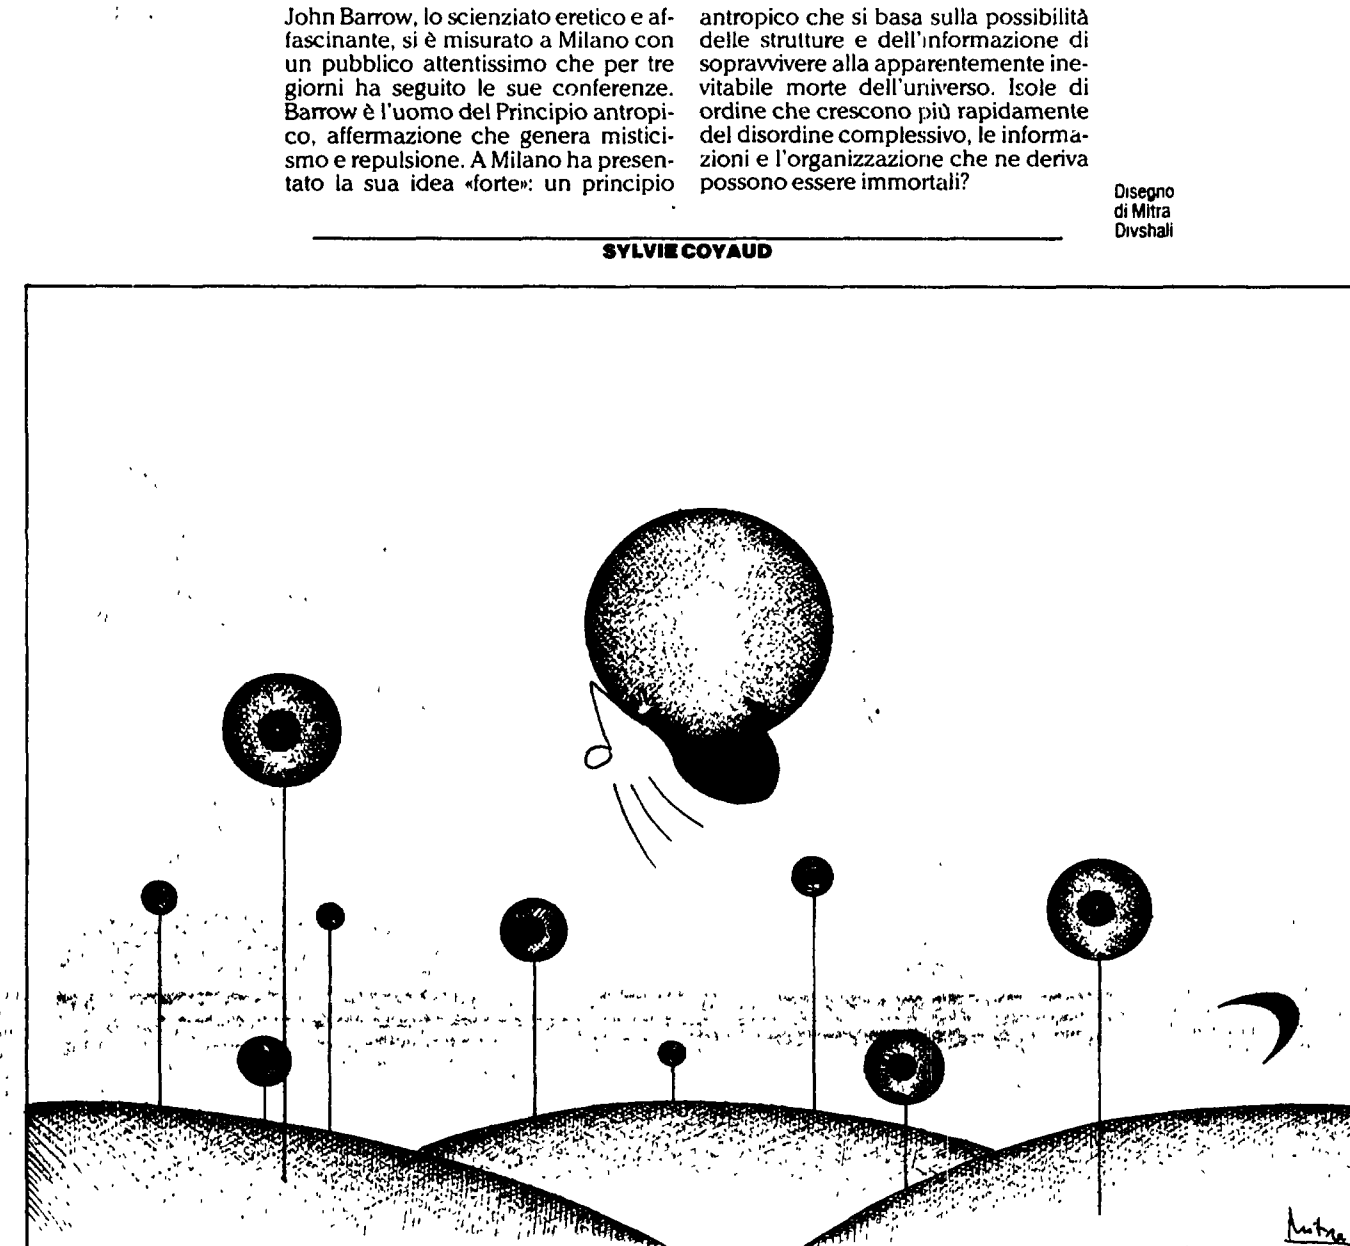 John Barrow, lo scienziato eretico e af-
fascinante, si è misurato a Milano con
un pubblico attentissimo che per tre
giorni ha seguito le sue conferenze.
Barrow è l'uomo del Principio antropi-
co, affermazione che genera mistici-
smo e repulsione. A Milano ha presen-
tato la sua idea «forte»: un principio
antropico che si basa sulla possibilità
delle strutture e dell'informazione di
sopravvivere alla apparentemente ine-
vitabile morte dell'universo. Isole di
ordine che crescono più rapidamente
del disordine complessivo, le informa-
zioni e l'organizzazione che ne deriva
possono essere immortali?
Disegno
di Mitra
Divshali
SYLVIE COYAUD
Mitra